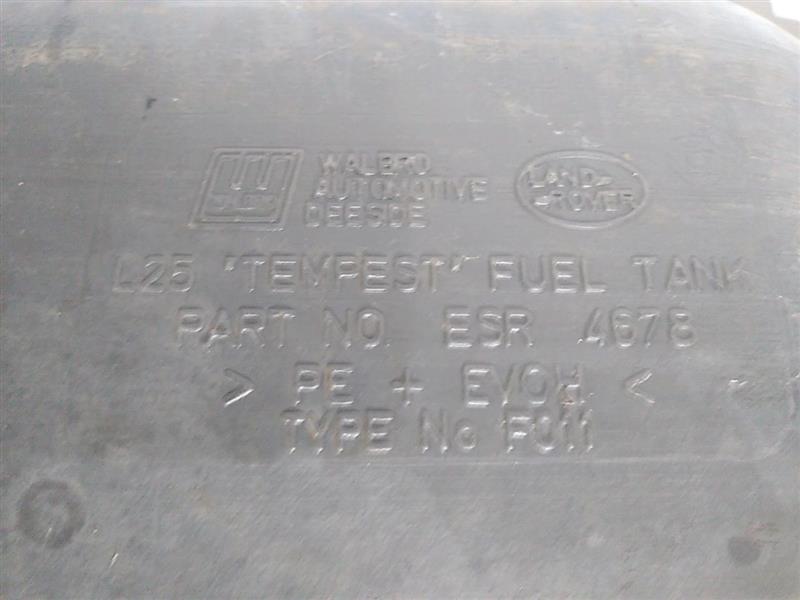 WALBRO
AUTOMOTIVE
DEESIDE
LAND-
ROVER
L25 "TEMPEST" FUEL TANK
PART NO. ESR 4678
> PE + EVOH <
TYPE No F011